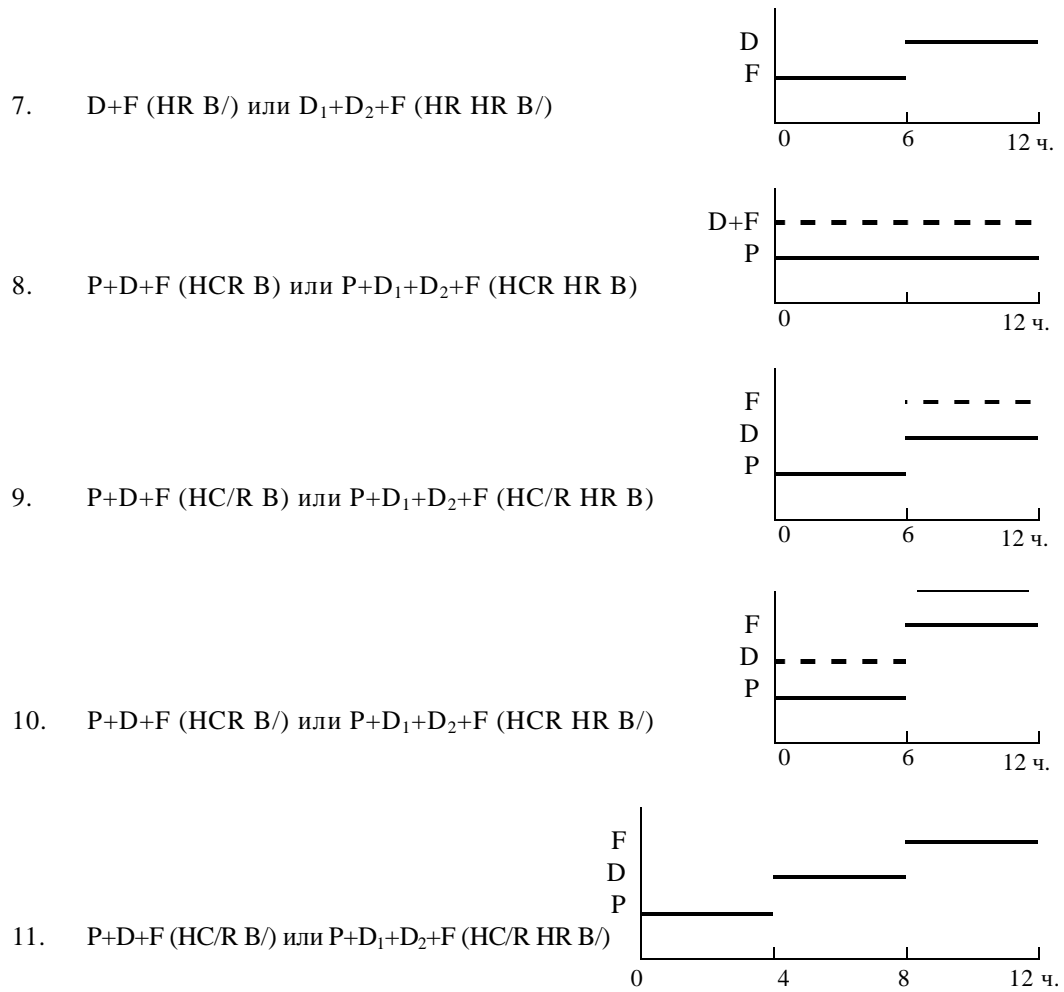 D
F
7. D+F (HR B/) или D₁+D₂+F (HR HR B/)
0 6 12 ч.
D+F
P
8. P+D+F (HCR B) или P+D₁+D₂+F (HCR HR B)
0 12 ч.
F
D
P
9. P+D+F (HC/R B) или P+D₁+D₂+F (HC/R HR B)
0 6 12 ч.
F
D
P
10. P+D+F (HCR B/) или P+D₁+D₂+F (HCR HR B/)
0 6 12 ч.
F
D
P
11. P+D+F (HC/R B/) или P+D₁+D₂+F (HC/R HR B/)
0 4 8 12 ч.